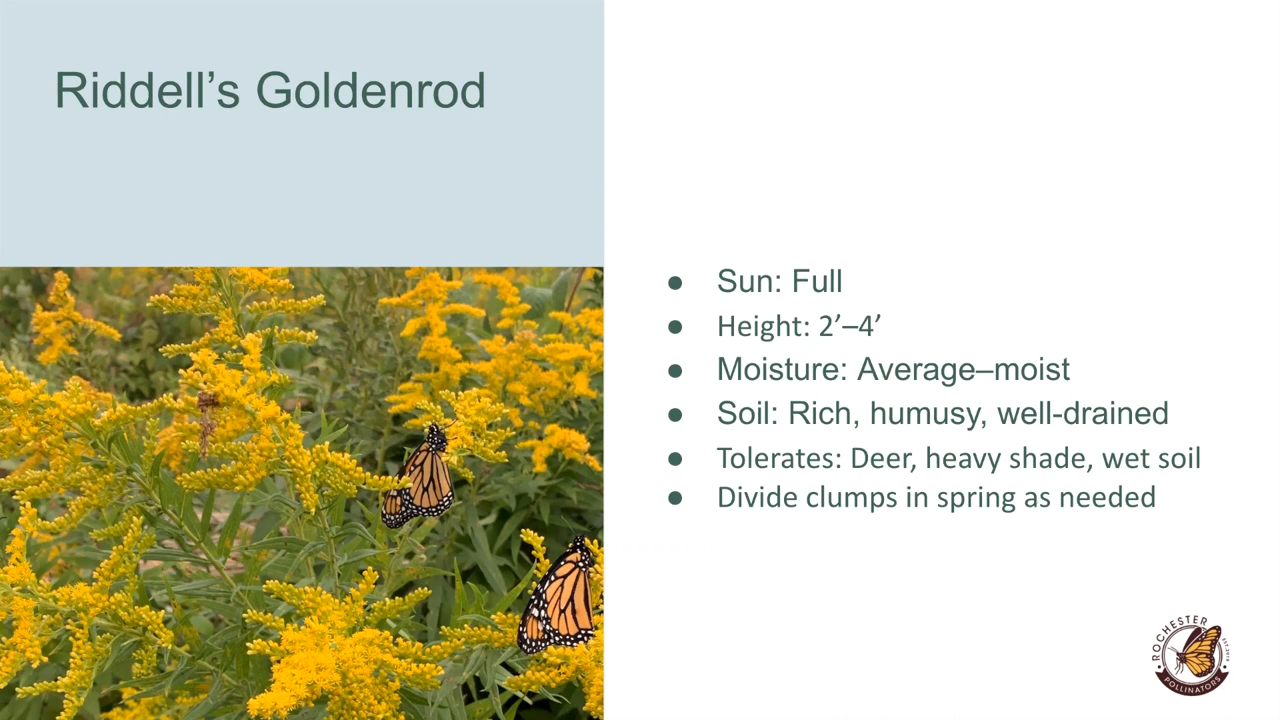 Riddell’s Goldenrod
● Sun: Full
● Height: 2’–4’
● Moisture: Average–moist
● Soil: Rich, humusy, well-drained
● Tolerates: Deer, heavy shade, wet soil
● Divide clumps in spring as needed
ROCHESTER
POLLINATORS